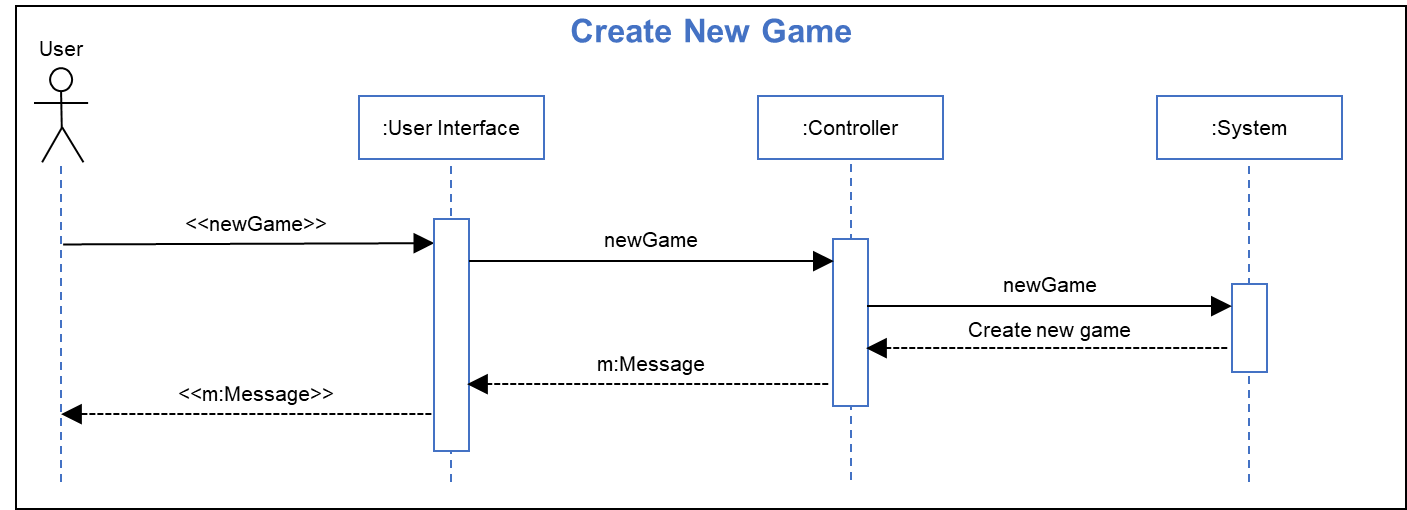 Create New Game
User
:User Interface
:Controller
:System
<<newGame>>
newGame
newGame
Create new game
m:Message
<<m:Message>>